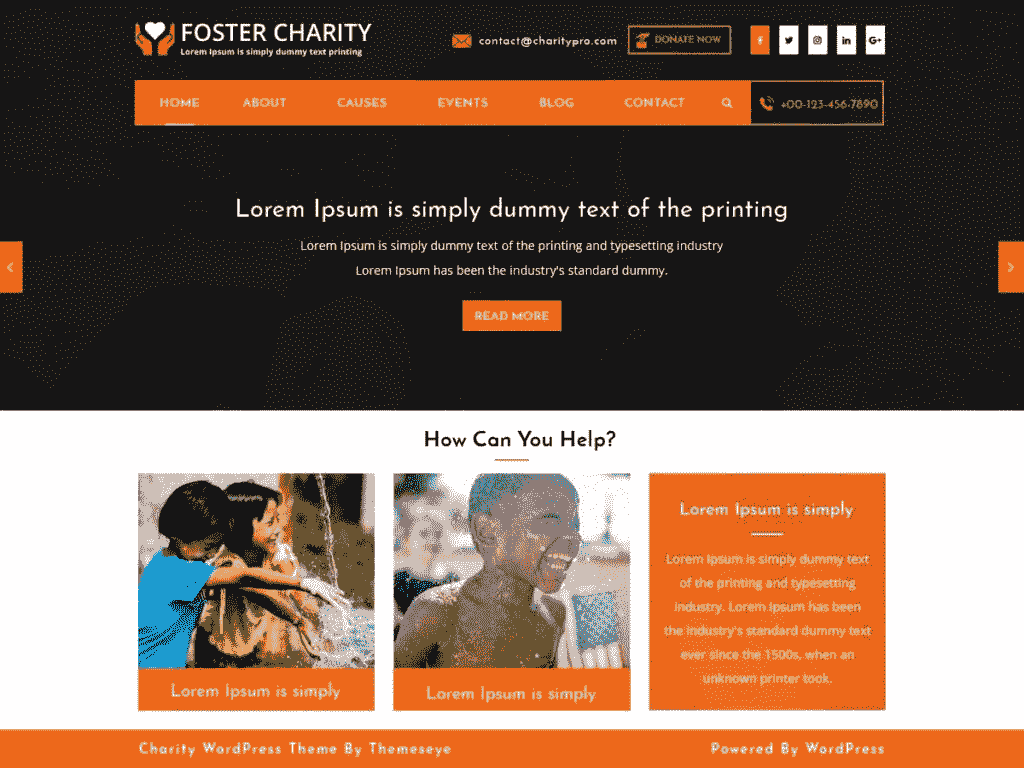 FOSTER CHARITY
Lorem Ipsum is simply dummy text printing
contact@charitypro.com
DONATE NOW
f
in
G+
HOME ABOUT CAUSES EVENTS BLOG CONTACT
+00-123-456-7890
Lorem Ipsum is simply dummy text of the printing
Lorem Ipsum is simply dummy text of the printing and typesetting industry
Lorem Ipsum has been the industry's standard dummy.
READ MORE
How Can You Help?
Lorem Ipsum is simply
Lorem Ipsum is simply
Lorem Ipsum is simply
Lorem Ipsum is simply dummy text
of the printing and typesetting
industry. Lorem Ipsum has been
the industry's standard dummy text
ever since the 1500s, when an
unknown printer took.
Charity WordPress Theme By Themeseye
Powered By WordPress